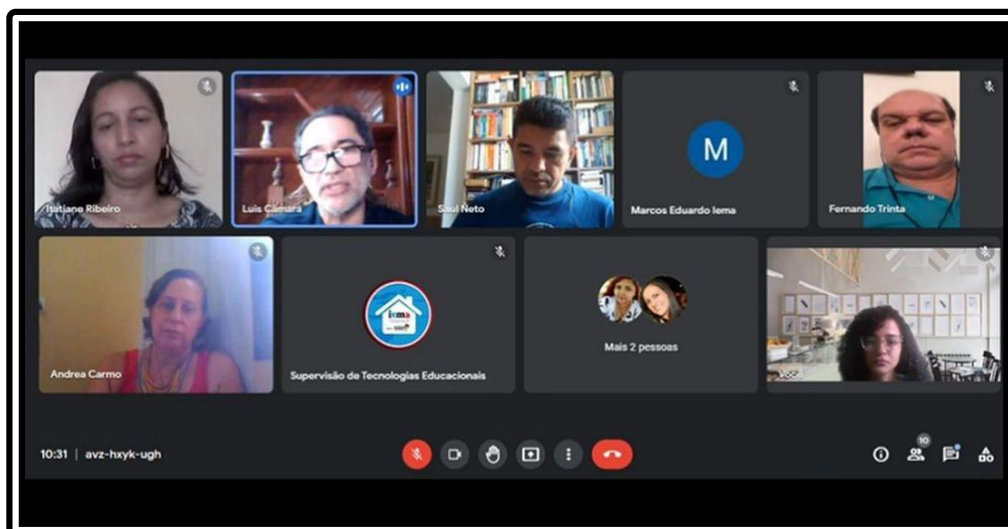 Itatiane Ribeiro
Luis Câmara
Saul Neto
M
Marcos Eduardo Iema
Fernando Trinta
Andrea Carmo
iema
Supervisão de Tecnologias Educacionais
Mais 2 pessoas
10:31 | avz-hxyk-ugh
10